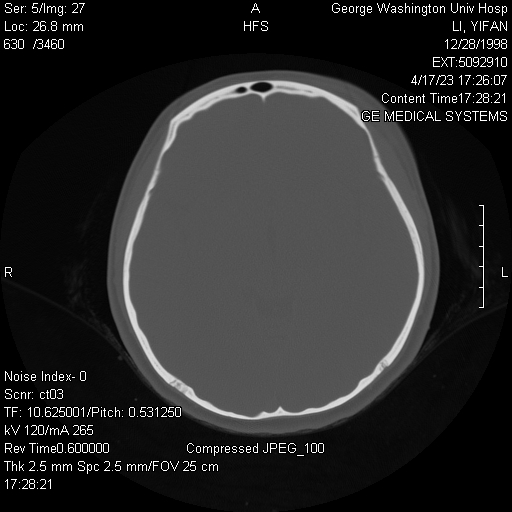 Ser: 5/Img: 27
Loc: 26.8 mm
630 /3460
A
HFS
George Washington Univ Hosp
LI, YIFAN
12/28/1998
EXT:5092910
4/17/23 17:26:07
Content Time17:28:21
GE MEDICAL SYSTEMS
R
L
Noise Index- 0
Scnr: ct03
TF: 10.625001/Pitch: 0.531250
kV 120/mA 265
Rev Time0.600000
Compressed JPEG_100
Thk 2.5 mm Spc 2.5 mm/FOV 25 cm
17:28:21